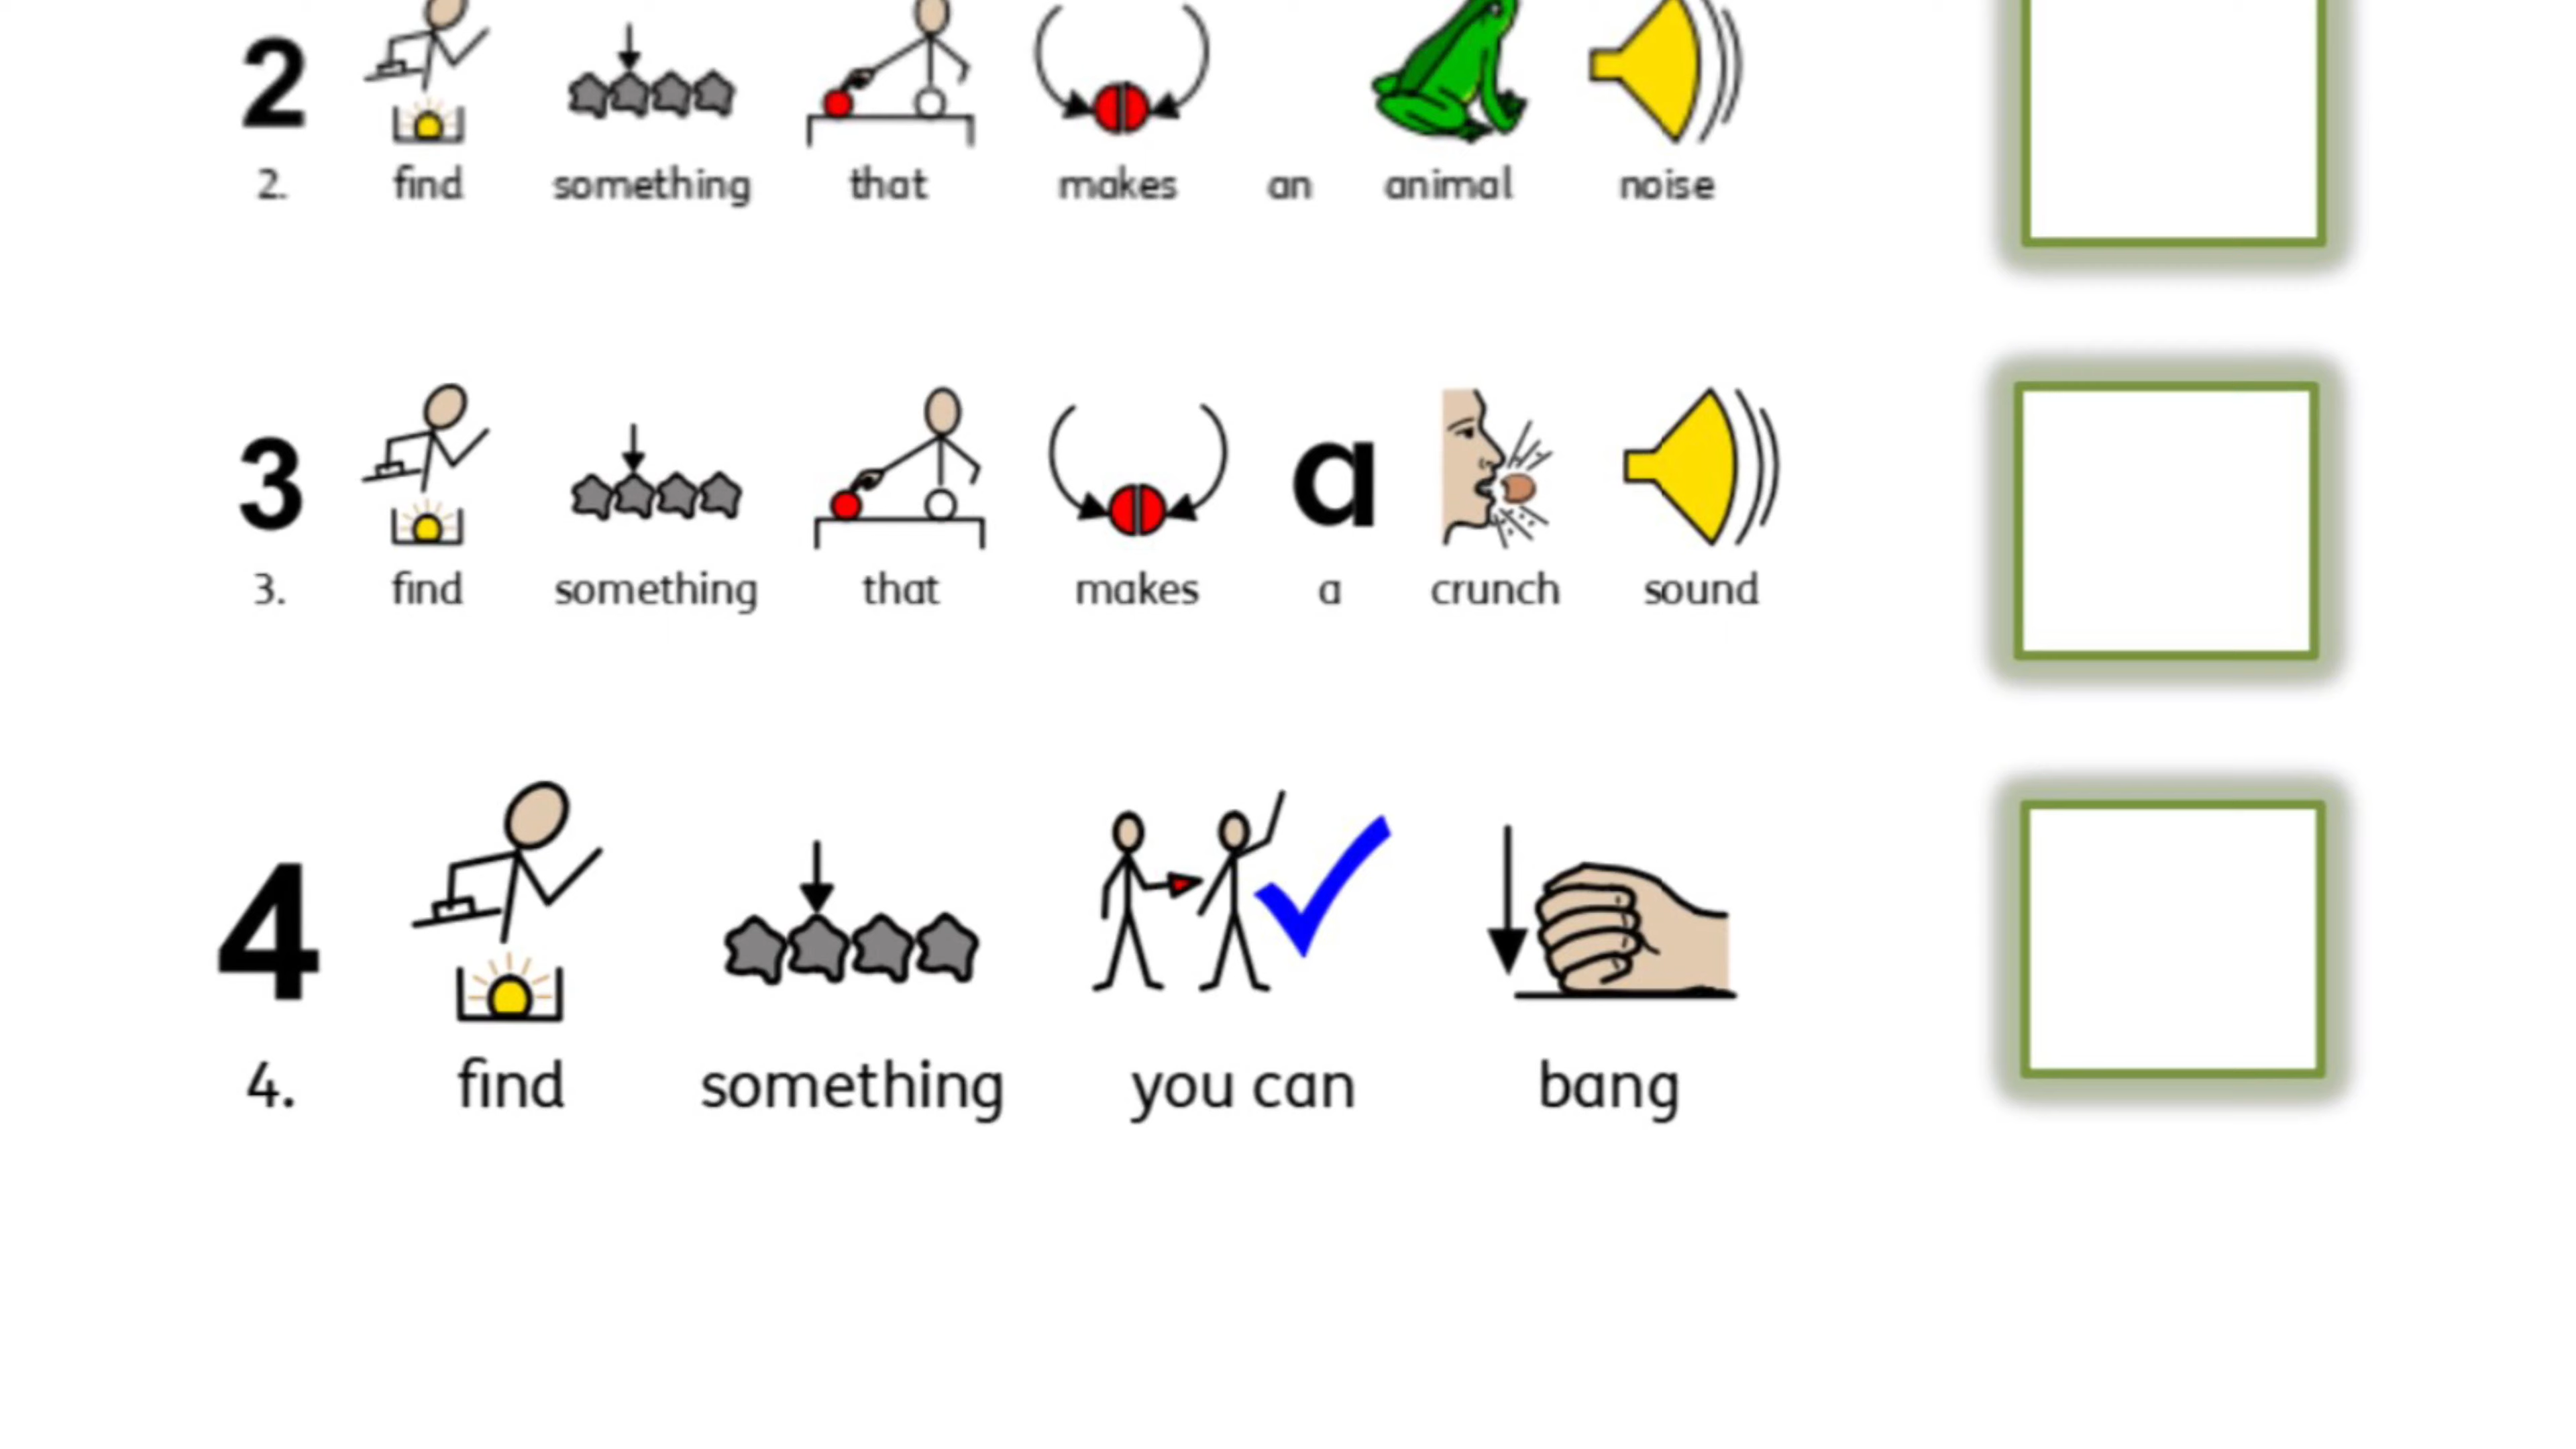 2
2. find something that makes an animal noise
3 a
3. find something that makes a crunch sound
4
4. find something you can bang